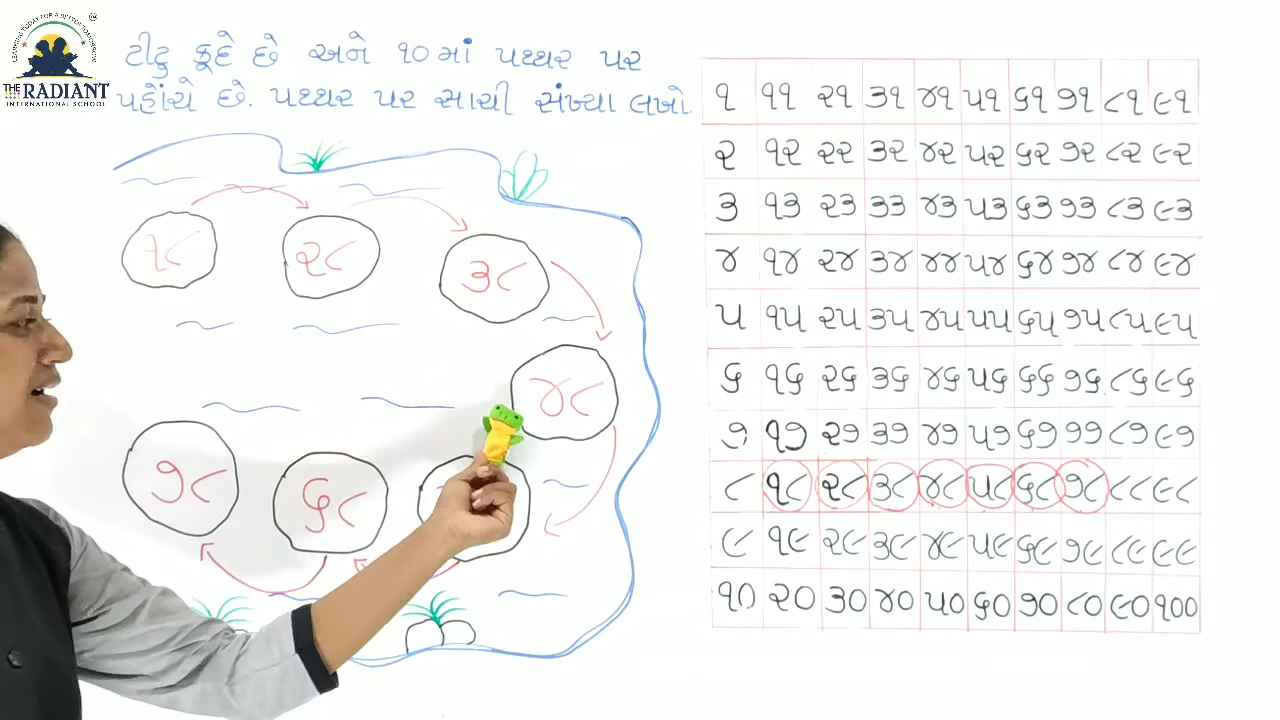 LEARNING TODAY FOR A BETTER TOMORROW
THE RADIANT
INTERNATIONAL SCHOOL
ટીટુ કૂદે છે અને ૧૦ માં પથ્થર પર
પહોંચે છે. પથ્થર પર સાચી સંખ્યા લખો.
૧૮ ૨૮ ૩૮
૪૮
૭૮ ૬૮
૧ ૧૧ ૨૧ ૩૧ ૪૧ ૫૧ ૬૧ ૭૧ ૮૧ ૯૧
૨ ૧૨ ૨૨ ૩૨ ૪૨ ૫૨ ૬૨ ૭૨ ૮૨ ૯૨
૩ ૧૩ ૨૩ ૩૩ ૪૩ ૫૩ ૬૩ ૭૩ ૮૩ ૯૩
૪ ૧૪ ૨૪ ૩૪ ૪૪ ૫૪ ૬૪ ૭૪ ૮૪ ૯૪
૫ ૧૫ ૨૫ ૩૫ ૪૫ ૫૫ ૬૫ ૭૫ ૮૫ ૯૫
૬ ૧૬ ૨૬ ૩૬ ૪૬ ૫૬ ૬૬ ૭૬ ૮૬ ૯૬
૭ ૧૭ ૨૭ ૩૭ ૪૭ ૫૭ ૬૭ ૭૭ ૮૭ ૯૭
૮ ૧૮ ૨૮ ૩૮ ૪૮ ૫૮ ૬૮ ૭૮ ૮૮ ૯૮
૯ ૧૯ ૨૯ ૩૯ ૪૯ ૫૯ ૬૯ ૭૯ ૮૯ ૯૯
૧૦ ૨૦ ૩૦ ૪૦ ૫૦ ૬૦ ૭૦ ૮૦ ૯૦ ૧૦૦